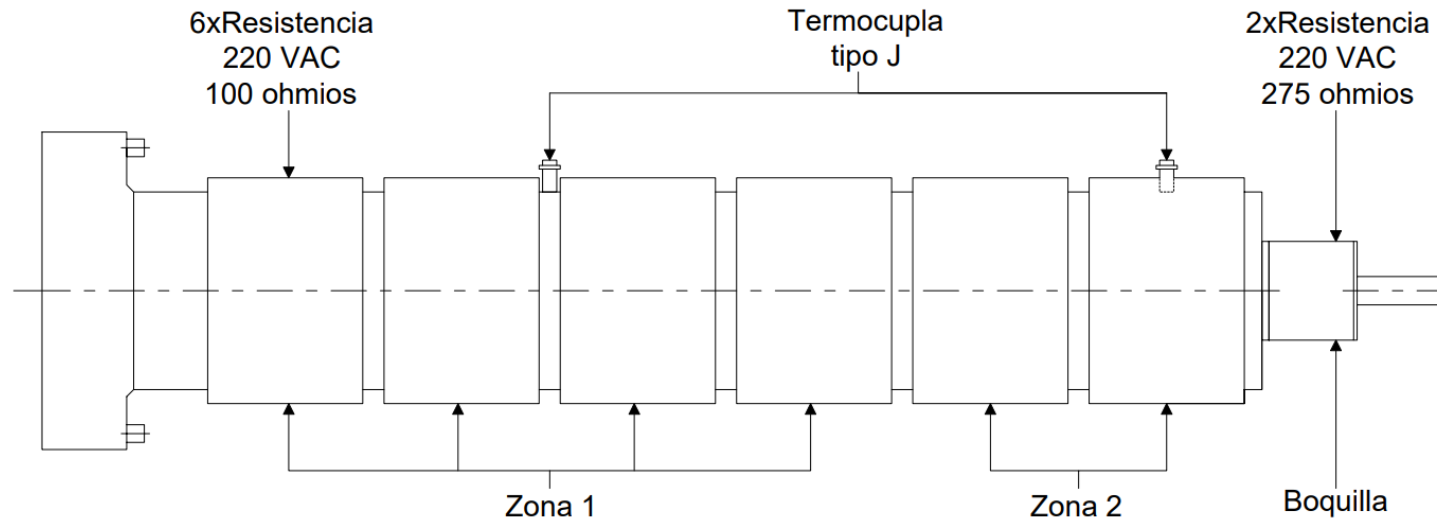 6xResistencia
220 VAC
100 ohmios
Termocupla
tipo J
2xResistencia
220 VAC
275 ohmios
Zona 1
Zona 2
Boquilla